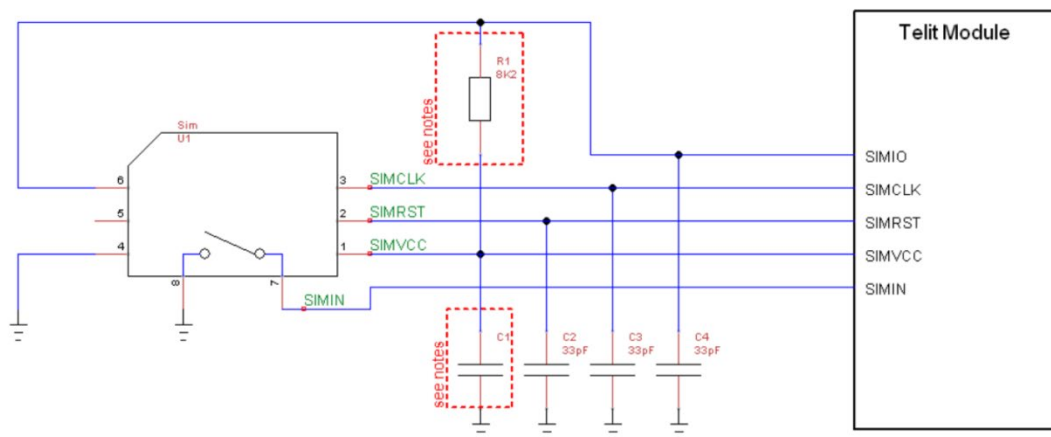 Telit Module
R1
8K2
see notes
Sim
U1
SIMIO
6
3
SIMCLK
SIMCLK
5
2
SIMRST
SIMRST
4
1
SIMVCC
SIMVCC
8
7
SIMIN
SIMIN
see notes
C1
C2
33pF
C3
33pF
C4
33pF